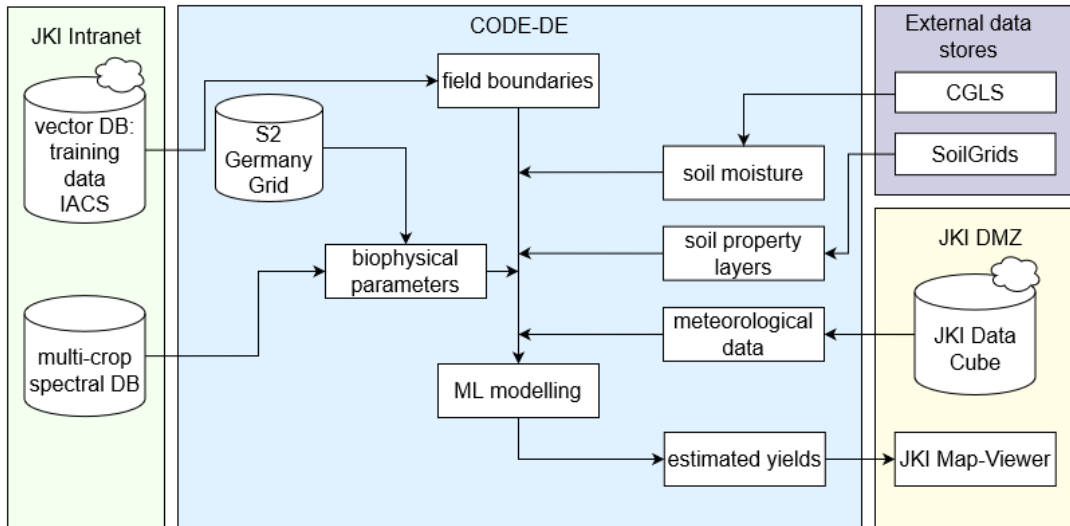 JKI Intranet
vector DB:
training
data
IACS
multi-crop
spectral DB
CODE-DE
field boundaries
S2
Germany
Grid
biophysical
parameters
soil moisture
soil property
layers
meteorological
data
ML modelling
estimated yields
External data
stores
CGLS
SoilGrids
JKI DMZ
JKI Data
Cube
JKI Map-Viewer